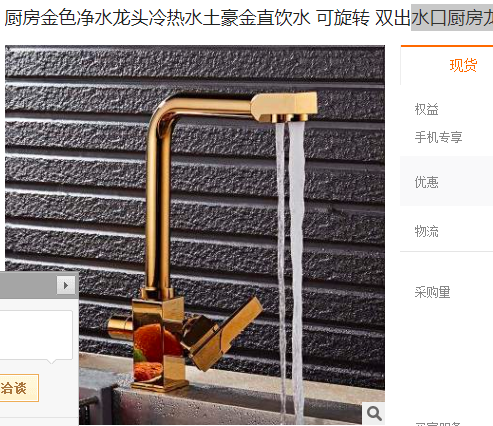 厨房金色净水龙头冷热水土豪金直饮水 可旋转 双出水口厨房
现货
权益
手机专享
优惠
物流
采购量
洽谈